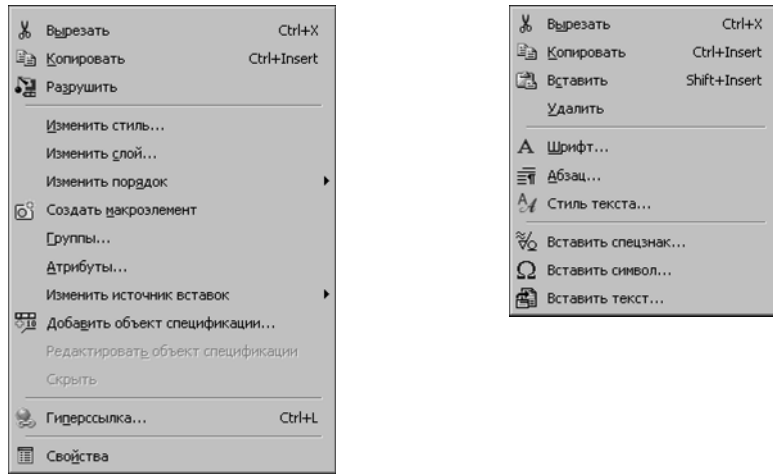 Вырезать Ctrl+X
Копировать Ctrl+Insert
Разрушить
Изменить стиль...
Изменить слой...
Изменить порядок
Создать макроэлемент
Группы...
Атрибуты...
Изменить источник вставок
Добавить объект спецификации...
Редактировать объект спецификации
Скрыть
Гиперссылка... Ctrl+L
Свойства
Вырезать Ctrl+X
Копировать Ctrl+Insert
Вставить Shift+Insert
Удалить
Шрифт...
Абзац...
Стиль текста...
Вставить спецзнак...
Вставить символ...
Вставить текст...